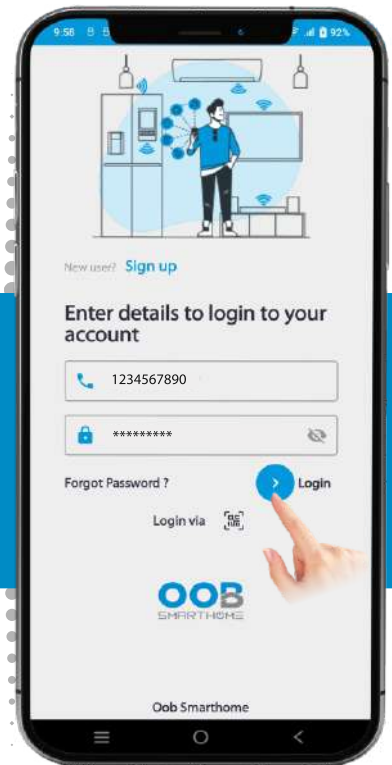 9:58
92%
New user? Sign up
Enter details to login to your
account
1234567890
*********
Forgot Password ?
Login
Login via
OOB
SMARTHOME
Oob Smarthome